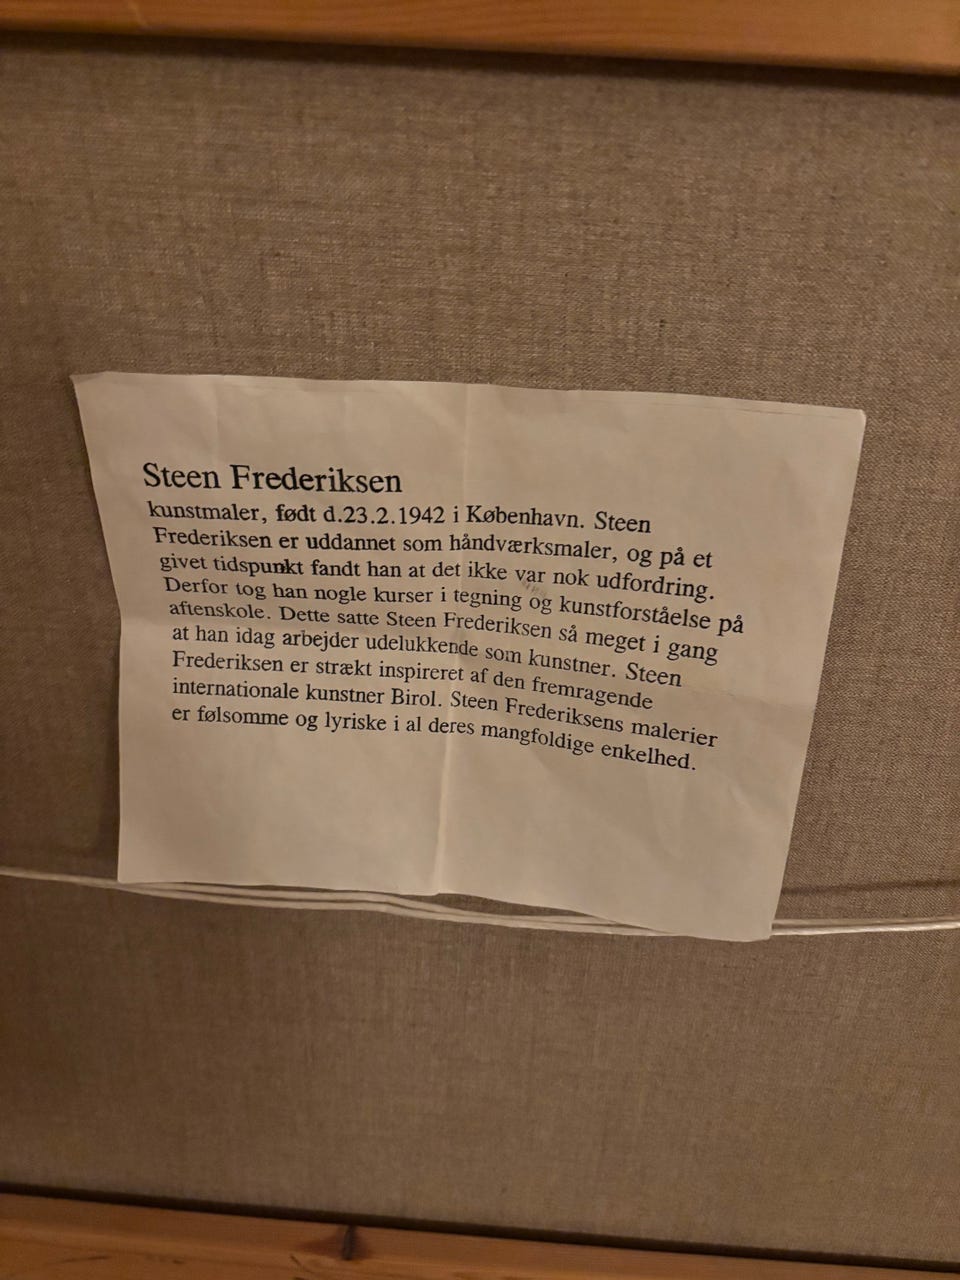 Steen Frederiksen
kunstmaler, født d.23.2.1942 i København. Steen
Frederiksen er uddannet som håndværksmaler, og på et
givet tidspunkt fandt han at det ikke var nok udfordring.
Derfor tog han nogle kurser i tegning og kunstforståelse på
aftenskole. Dette satte Steen Frederiksen så meget i gang
at han idag arbejder udelukkende som kunstner. Steen
Frederiksen er strækt inspireret af den fremragende
internationale kunstner Birol. Steen Frederiksens malerier
er følsomme og lyriske i al deres mangfoldige enkelhed.